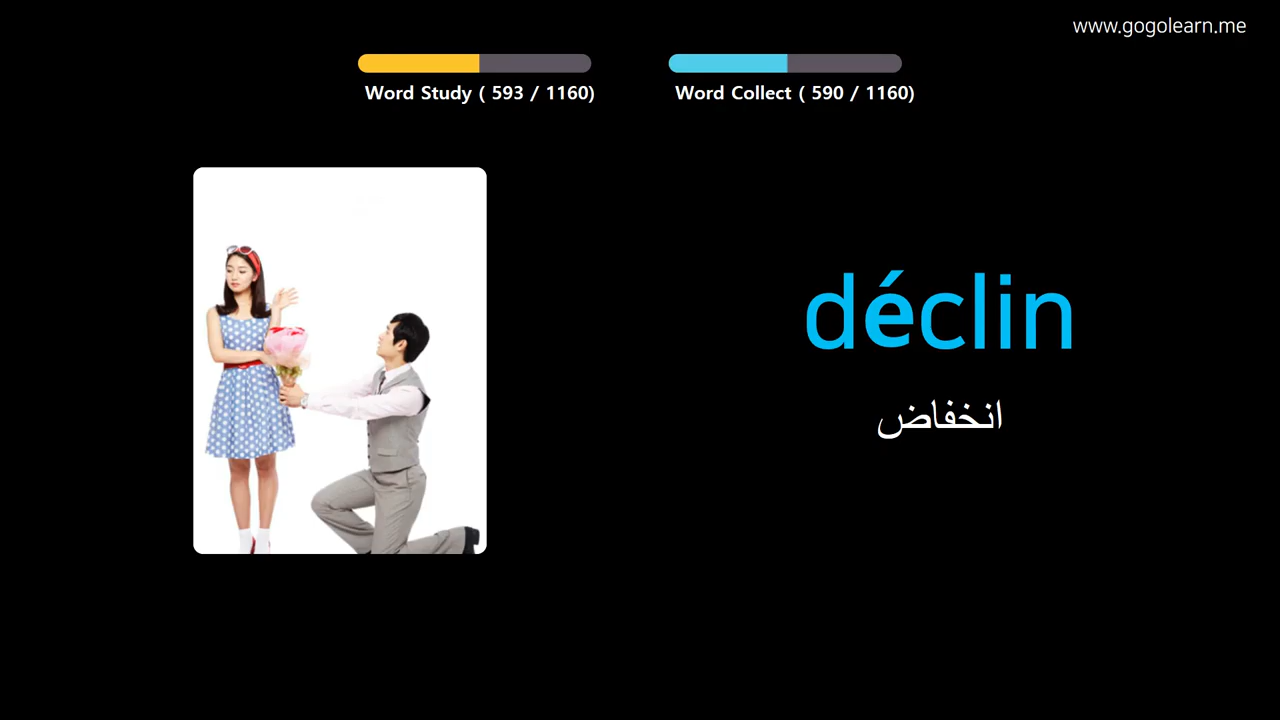 www.gogolearn.me
Word Study ( 593 / 1160)
Word Collect ( 590 / 1160)
déclin
انخفاض